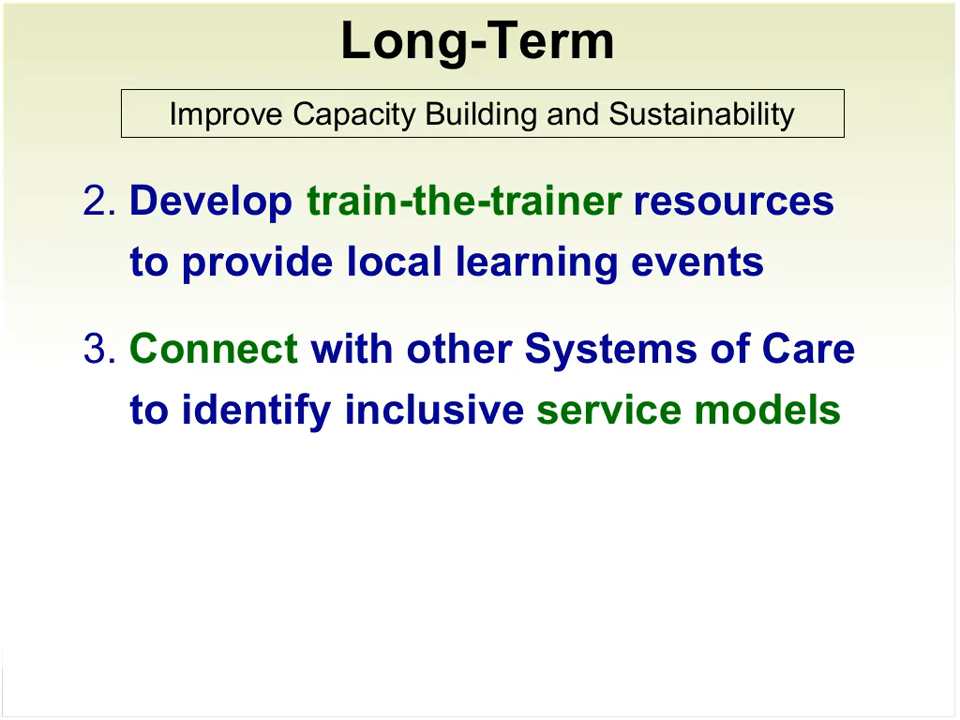 Long-Term
Improve Capacity Building and Sustainability
2. Develop train-the-trainer resources
to provide local learning events
3. Connect with other Systems of Care
to identify inclusive service models